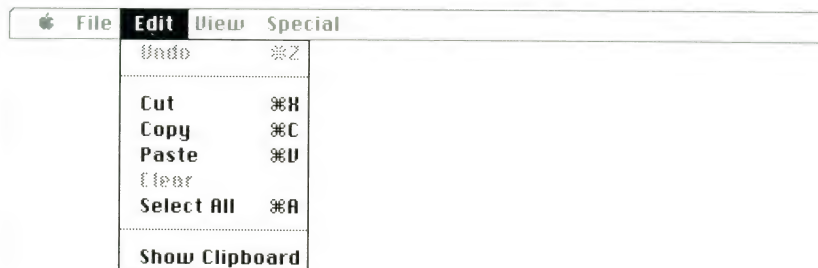 File Edit View Special
Undo ⌘Z
Cut ⌘X
Copy ⌘C
Paste ⌘V
Clear
Select All ⌘A
Show Clipboard